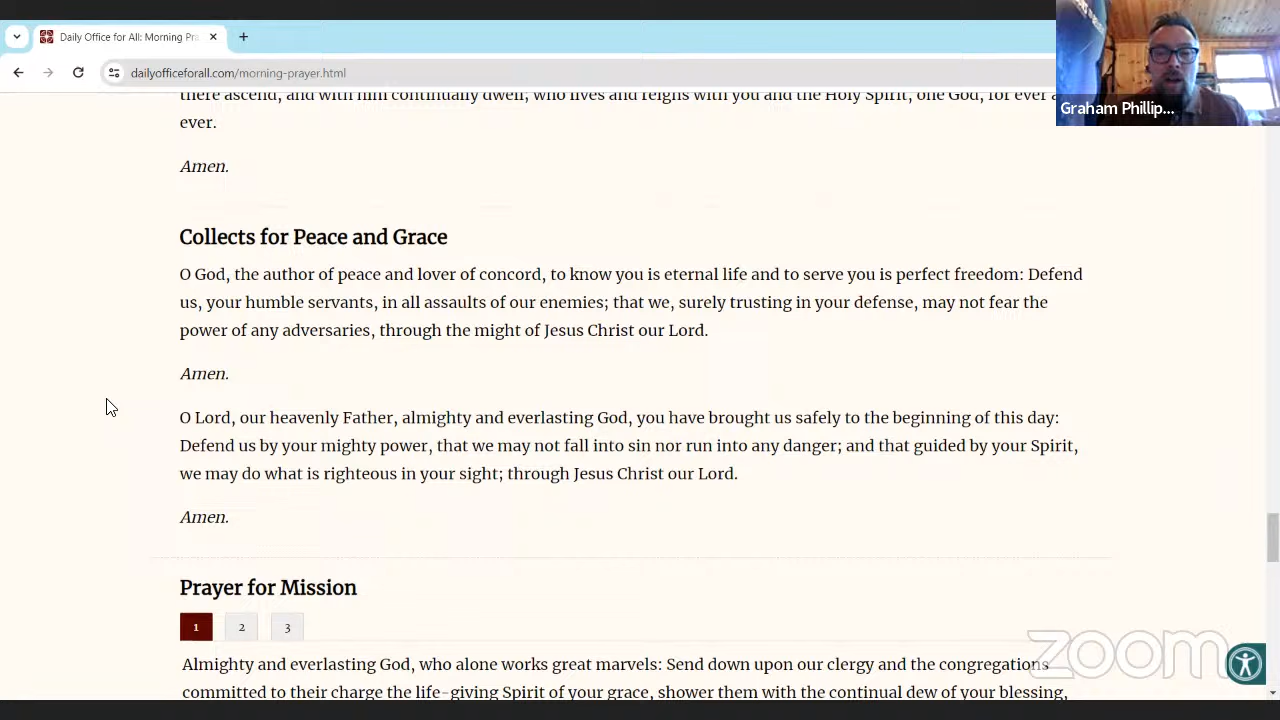 Daily Office for All: Morning Pra
dailyofficeforall.com/morning-prayer.html
Graham Phillip...
there ascend, and with him continually dwell, who lives and reigns with you and the Holy Spirit, one God, for ever a
ever.
Amen.
Collects for Peace and Grace
O God, the author of peace and lover of concord, to know you is eternal life and to serve you is perfect freedom: Defend
us, your humble servants, in all assaults of our enemies; that we, surely trusting in your defense, may not fear the
power of any adversaries, through the might of Jesus Christ our Lord.
Amen.
O Lord, our heavenly Father, almighty and everlasting God, you have brought us safely to the beginning of this day:
Defend us by your mighty power, that we may not fall into sin nor run into any danger; and that guided by your Spirit,
we may do what is righteous in your sight; through Jesus Christ our Lord.
Amen.
Prayer for Mission
1 2 3
Almighty and everlasting God, who alone works great marvels: Send down upon our clergy and the congregations
committed to their charge the life-giving Spirit of your grace, shower them with the continual dew of your blessing,
zoom